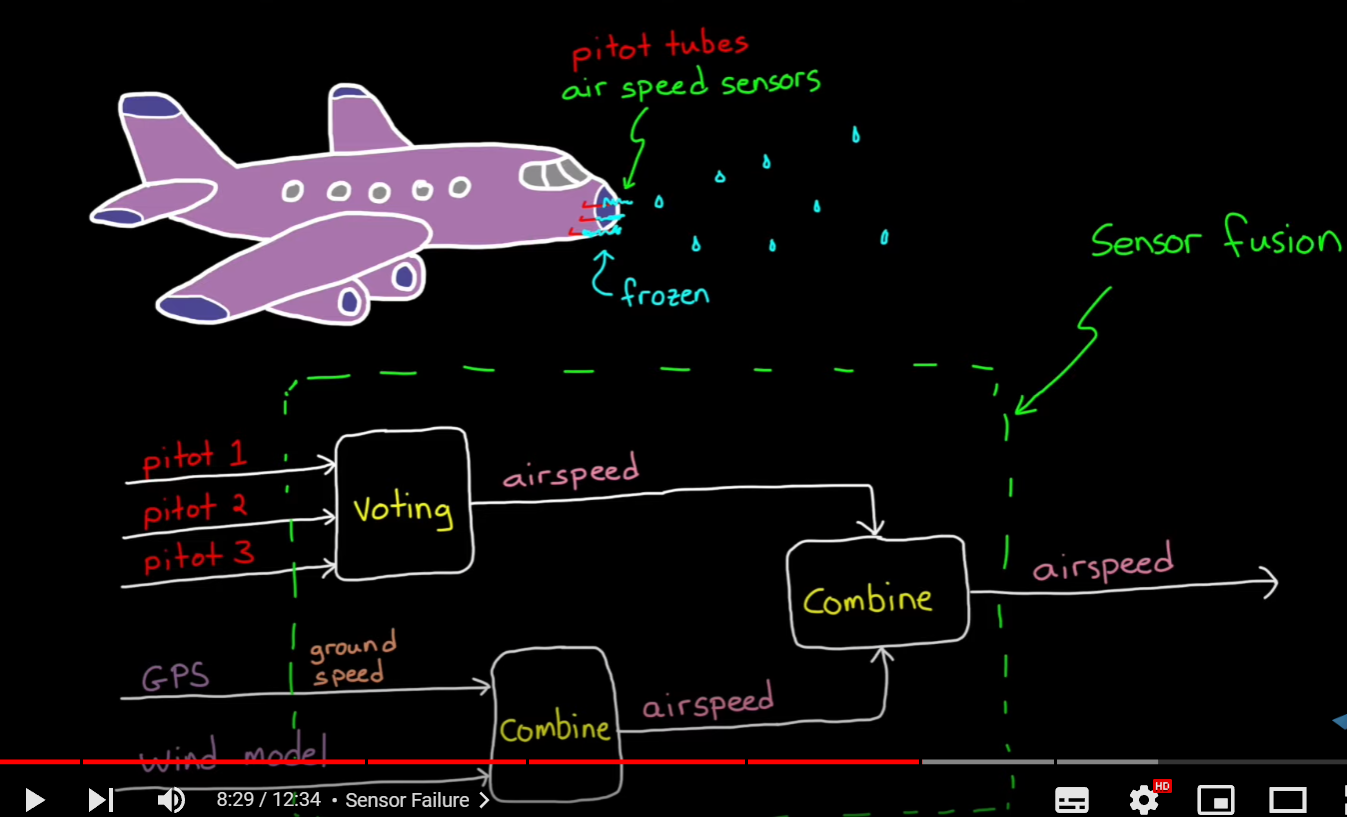 pitot tubes
air speed sensors
frozen
Sensor fusion
pitot 1
pitot 2
pitot 3
Voting
airspeed
Combine
airspeed
GPS
ground
speed
Wind model
Combine
airspeed
8:29 / 12:34 • Sensor Failure
HD